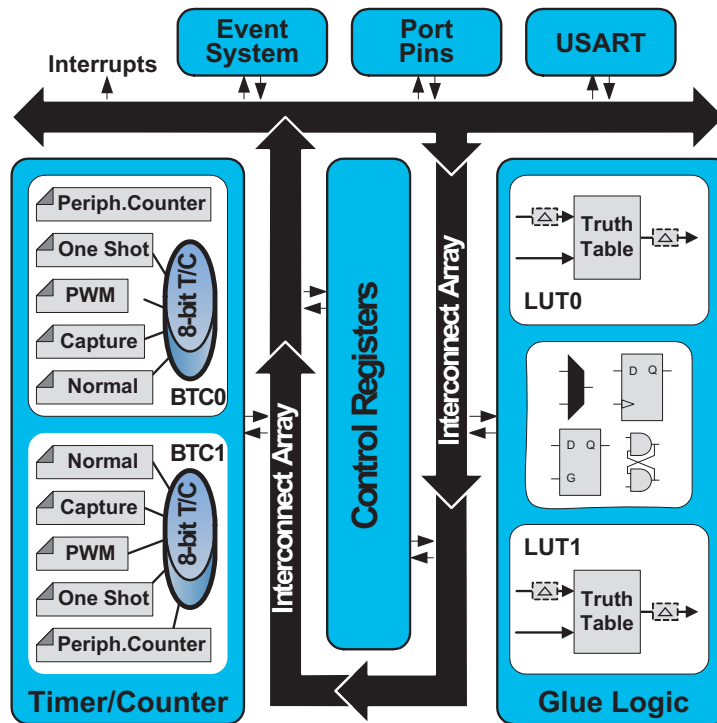 Event
System
Port
Pins
USART
Interrupts
Periph.Counter
One Shot
PWM
Capture
Normal
8-bit T/C
BTC0
Normal
Capture
PWM
One Shot
Periph.Counter
8-bit T/C
BTC1
Timer/Counter
Interconnect Array
Control Registers
Interconnect Array
Truth
Table
LUT0
D Q
D Q
G
LUT1
Truth
Table
Glue Logic